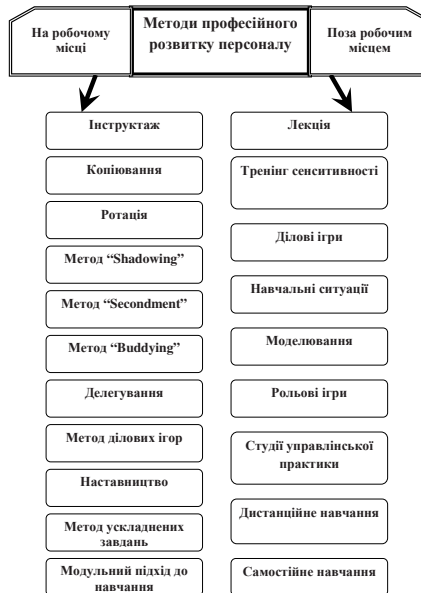 На робочому
місці
Методи професійного
розвитку персоналу
Поза робочим
місцем
Інструктаж
Копіювання
Ротація
Метод “Shadowing”
Метод “Secondment”
Метод “Buddying”
Делегування
Метод ділових ігор
Наставництво
Метод ускладнених
завдань
Модульний підхід до
навчання
Лекція
Тренінг сенситивності
Ділові ігри
Навчальні ситуації
Моделювання
Рольові ігри
Студії управлінської
практики
Дистанційне навчання
Самостійне навчання